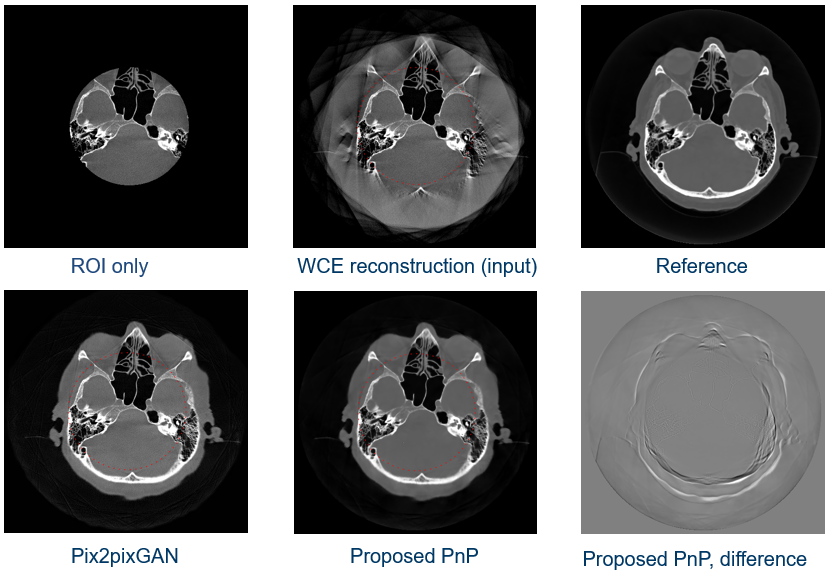 ROI only
WCE reconstruction (input)
Reference
Pix2pixGAN
Proposed PnP
Proposed PnP, difference